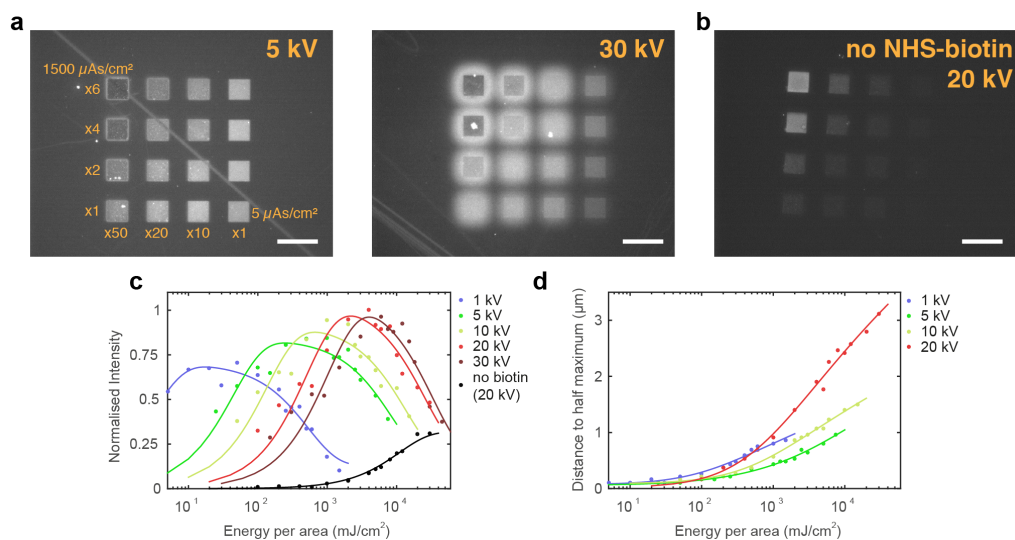 a
5 kV
1500 µAs/cm²
x6
x4
x2
x1
5 µAs/cm²
x50 x20 x10 x1
30 kV
b
no NHS-biotin
20 kV
c
Normalised Intensity
1
0.75
0.5
0.25
0
10¹ 10² 10³ 10⁴
Energy per area (mJ/cm²)
1 kV
5 kV
10 kV
20 kV
30 kV
no biotin
(20 kV)
d
Distance to half maximum (µm)
3
2
1
0
10¹ 10² 10³ 10⁴
Energy per area (mJ/cm²)
1 kV
5 kV
10 kV
20 kV